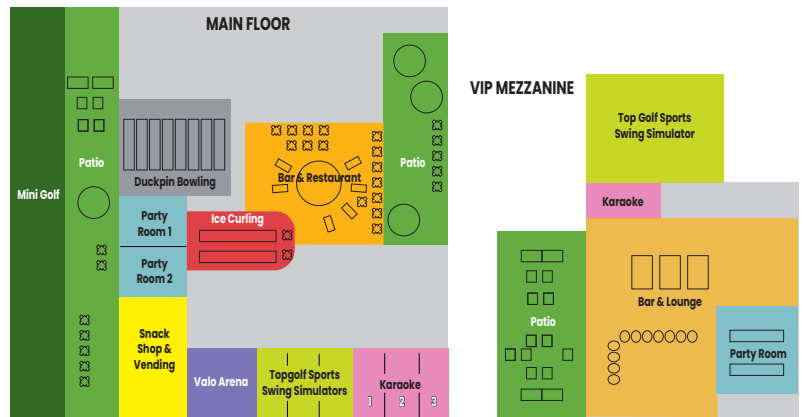 MAIN FLOOR
VIP MEZZANINE
Mini Golf
Patio
Duckpin Bowling
Bar & Restaurant
Patio
Party
Room 1
Ice Curling
Party
Room 2
Snack
Shop &
Vending
Valo Arena
Topgolf Sports
Swing Simulators
Karaoke
1
2
3
Top Golf Sports
Swing Simulator
Karaoke
Bar & Lounge
Patio
Party Room